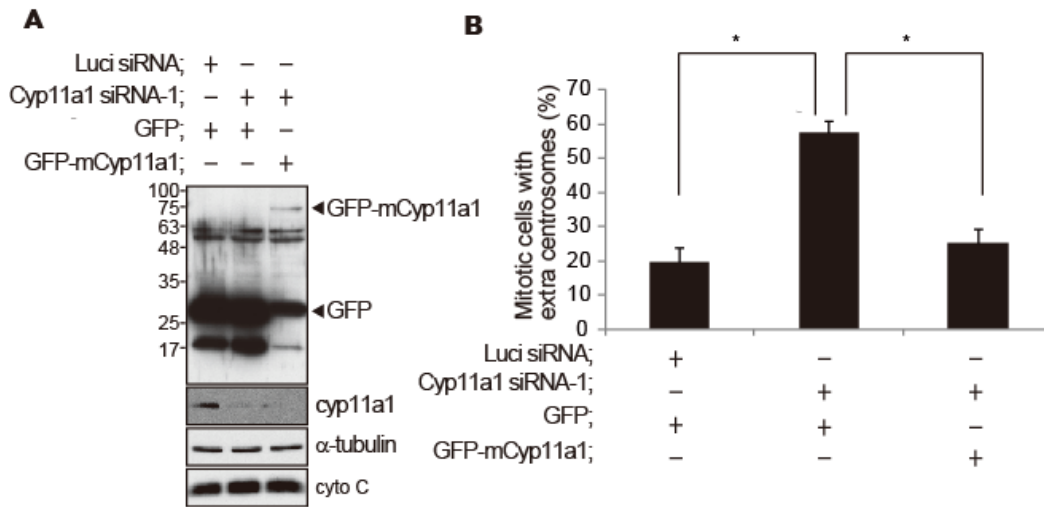 A
Luci siRNA; + − −
Cyp11a1 siRNA-1; − + +
GFP; + + −
GFP-mCyp11a1; − − +
100
75
63
48
35
25
17
GFP-mCyp11a1
GFP
cyp11a1
α-tubulin
cyto C
B
* *
Mitotic cells with
extra centrosomes (%)
70
60
50
40
30
20
10
0
Luci siRNA; + − −
Cyp11a1 siRNA-1; − + +
GFP; + + −
GFP-mCyp11a1; − − +